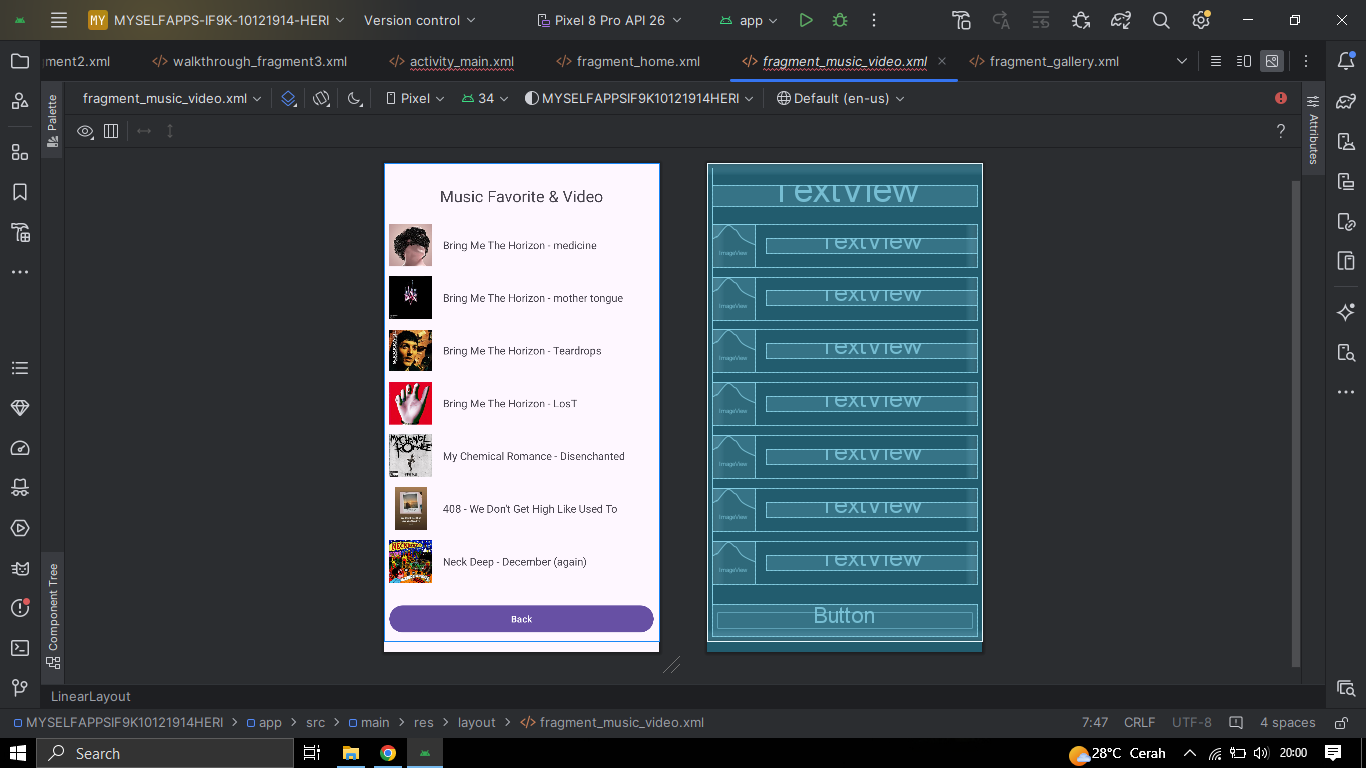 MY MYSELFAPPS-IF9K-10121914-HERI Version control Pixel 8 Pro API 26 app
ment2.xml walkthrough_fragment3.xml activity_main.xml fragment_home.xml fragment_music_video.xml fragment_gallery.xml
fragment_music_video.xml Pixel 34 MYSELFAPPSIF9K10121914HERI Default (en-us)
Palette
Attributes
?
Music Favorite & Video
Bring Me The Horizon - medicine
Bring Me The Horizon - mother tongue
Bring Me The Horizon - Teardrops
Bring Me The Horizon - LosT
My Chemical Romance - Disenchanted
408 - We Don't Get High Like Used To
Neck Deep - December (again)
Back
TextView
ImageView TextView
ImageView TextView
ImageView TextView
ImageView TextView
ImageView TextView
ImageView TextView
ImageView TextView
Button
Component Tree
LinearLayout
MYSELFAPPSIF9K10121914HERI > app > src > main > res > layout > fragment_music_video.xml 7:47 CRLF UTF-8 4 spaces
Search 28°C Cerah 20:00